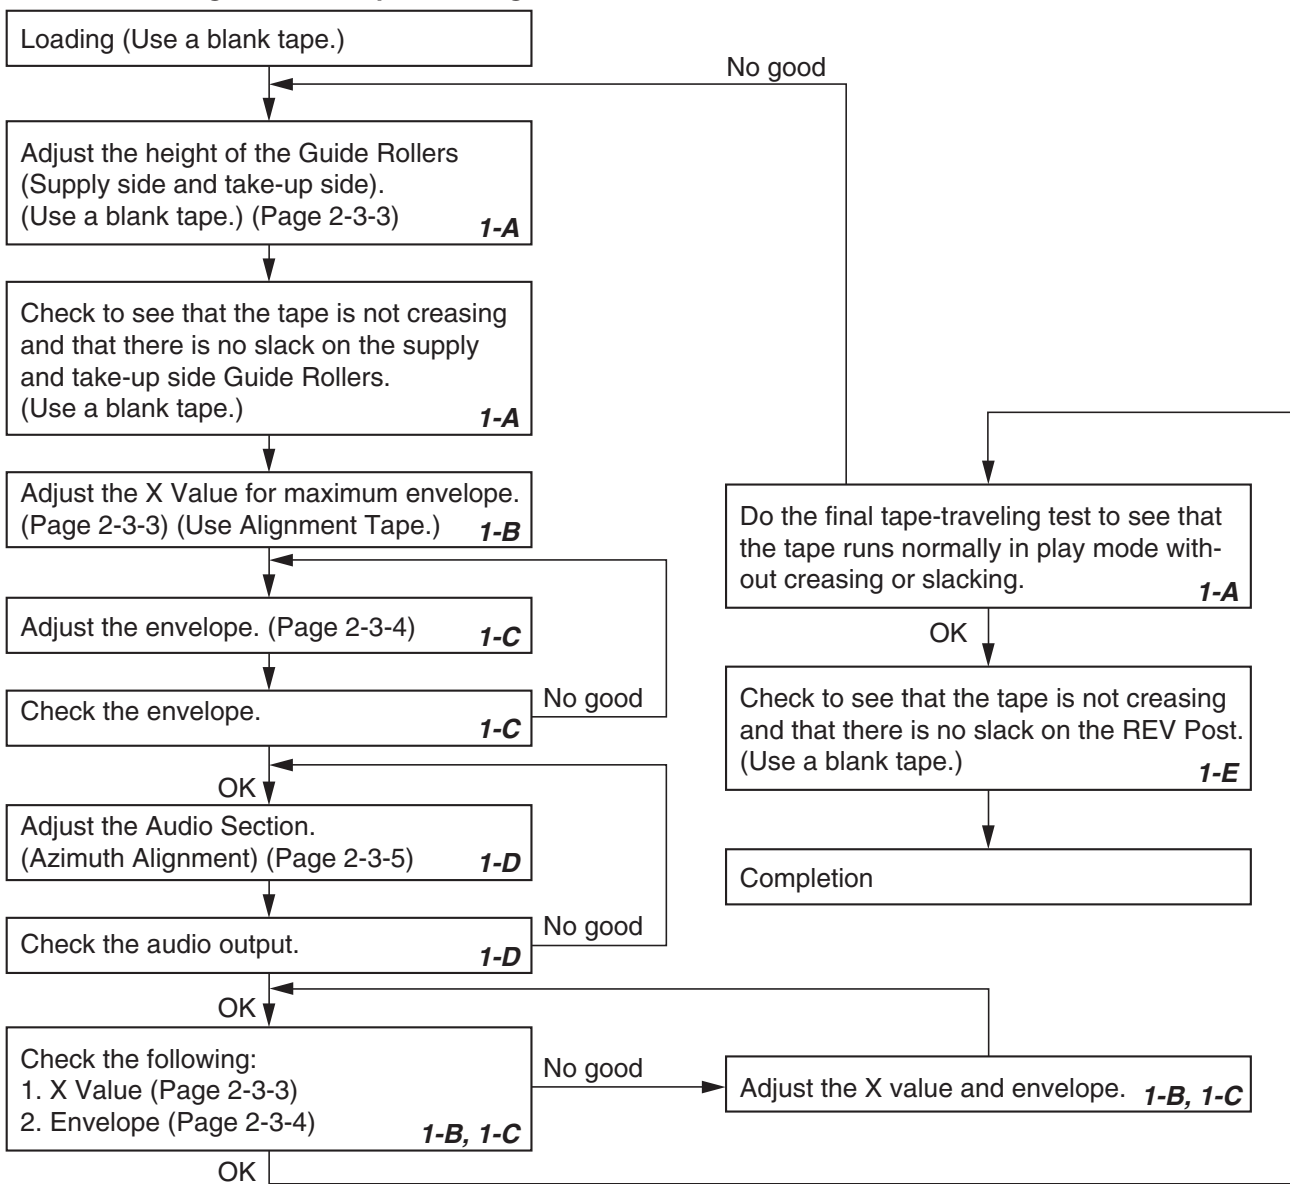 Loading (Use a blank tape.)
No good
Adjust the height of the Guide Rollers
(Supply side and take-up side).
(Use a blank tape.) (Page 2-3-3)
1-A
Check to see that the tape is not creasing
and that there is no slack on the supply
and take-up side Guide Rollers.
(Use a blank tape.)
1-A
Adjust the X Value for maximum envelope.
(Page 2-3-3) (Use Alignment Tape.)
1-B
Adjust the envelope. (Page 2-3-4)
1-C
Check the envelope.
1-C
No good
OK
Adjust the Audio Section.
(Azimuth Alignment) (Page 2-3-5)
1-D
Check the audio output.
1-D
No good
OK
Check the following:
1. X Value (Page 2-3-3)
2. Envelope (Page 2-3-4)
1-B, 1-C
No good
Adjust the X value and envelope.
1-B, 1-C
OK
Do the final tape-traveling test to see that
the tape runs normally in play mode with-
out creasing or slacking.
1-A
OK
Check to see that the tape is not creasing
and that there is no slack on the REV Post.
(Use a blank tape.)
1-E
Completion